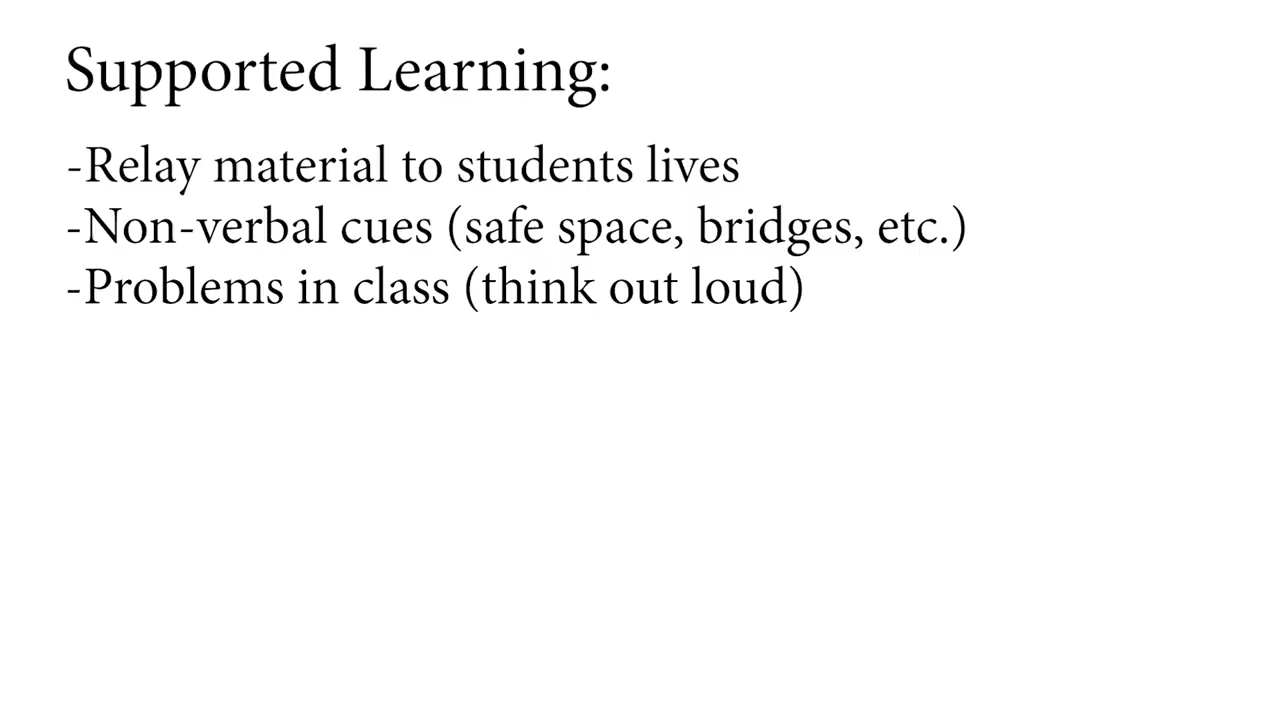 Supported Learning:
-Relay material to students lives
-Non-verbal cues (safe space, bridges, etc.)
-Problems in class (think out loud)